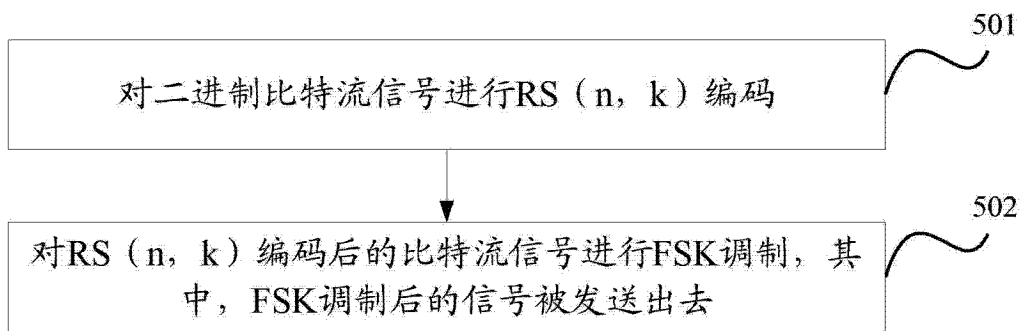 501
对二进制比特流信号进行RS（n，k）编码
502
对RS（n，k）编码后的比特流信号进行FSK调制，其
中，FSK调制后的信号被发送出去